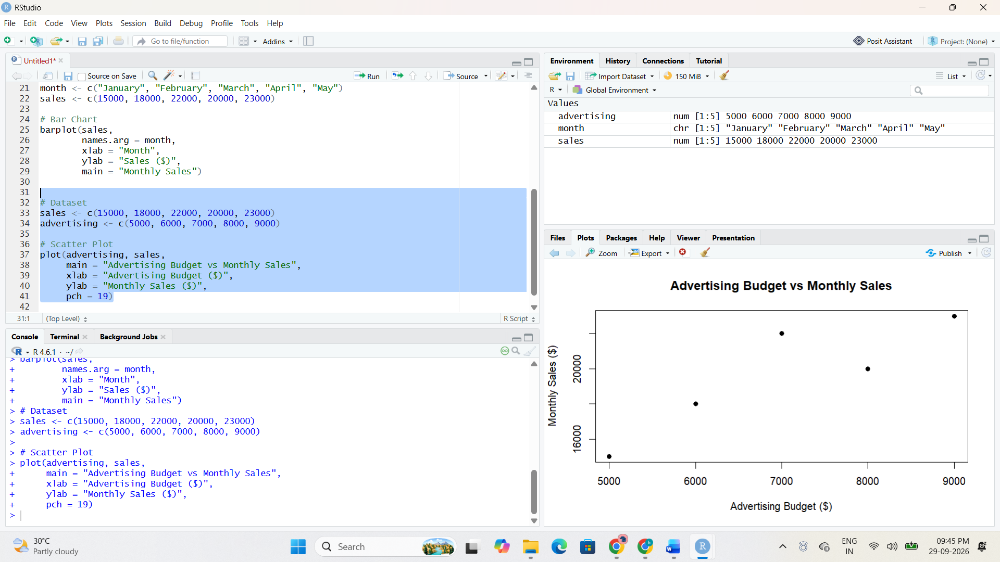 RStudio
File Edit Code View Plots Session Build Debug Profile Tools Help
Go to file/function Addins Posit Assistant Project: (None)
Untitled1*
Source on Save Run Source
21 month <- c("January", "February", "March", "April", "May")
22 sales <- c(15000, 18000, 22000, 20000, 23000)
23
24 # Bar Chart
25 barplot(sales,
26 names.arg = month,
27 xlab = "Month",
28 ylab = "Sales ($)",
29 main = "Monthly Sales")
30
31
32 # Dataset
33 sales <- c(15000, 18000, 22000, 20000, 23000)
34 advertising <- c(5000, 6000, 7000, 8000, 9000)
35
36 # Scatter Plot
37 plot(advertising, sales,
38 main = "Advertising Budget vs Monthly Sales",
39 xlab = "Advertising Budget ($)",
40 ylab = "Monthly Sales ($)",
41 pch = 19)
42
31:1 (Top Level) R Script
Console Terminal Background Jobs
R R 4.6.1 · ~/
> barplot(sales,
+ names.arg = month,
+ xlab = "Month",
+ ylab = "Sales ($)",
+ main = "Monthly Sales")
> # Dataset
> sales <- c(15000, 18000, 22000, 20000, 23000)
> advertising <- c(5000, 6000, 7000, 8000, 9000)
>
> # Scatter Plot
> plot(advertising, sales,
+ main = "Advertising Budget vs Monthly Sales",
+ xlab = "Advertising Budget ($)",
+ ylab = "Monthly Sales ($)",
+ pch = 19)
>
Environment History Connections Tutorial
Import Dataset 150 MiB List
R Global Environment
Values
advertising num [1:5] 5000 6000 7000 8000 9000
month chr [1:5] "January" "February" "March" "April" "May"
sales num [1:5] 15000 18000 22000 20000 23000
Files Plots Packages Help Viewer Presentation
Zoom Export Publish
Advertising Budget vs Monthly Sales
Monthly Sales ($)
20000
16000
5000 6000 7000 8000 9000
Advertising Budget ($)
30°C
Partly cloudy
Search
ENG
IN
09:45 PM
29-09-2026